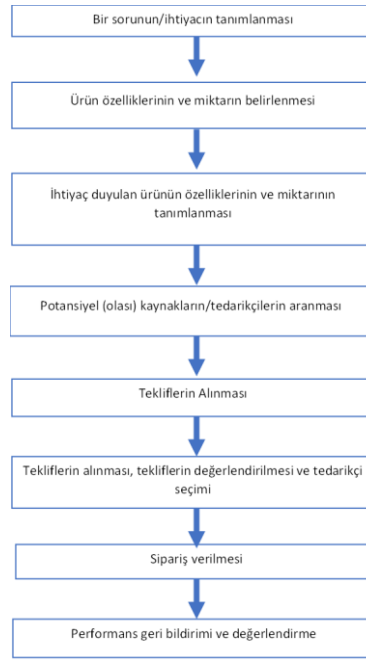 Bir sorunun/ihtiyacın tanımlanması
Ürün özelliklerinin ve miktarın belirlenmesi
İhtiyaç duyulan ürünün özelliklerinin ve miktarının
tanımlanması
Potansiyel (olası) kaynakların/tedarikçilerin aranması
Tekliflerin Alınması
Tekliflerin alınması, tekliflerin değerlendirilmesi ve tedarikçi
seçimi
Sipariş verilmesi
Performans geri bildirimi ve değerlendirme